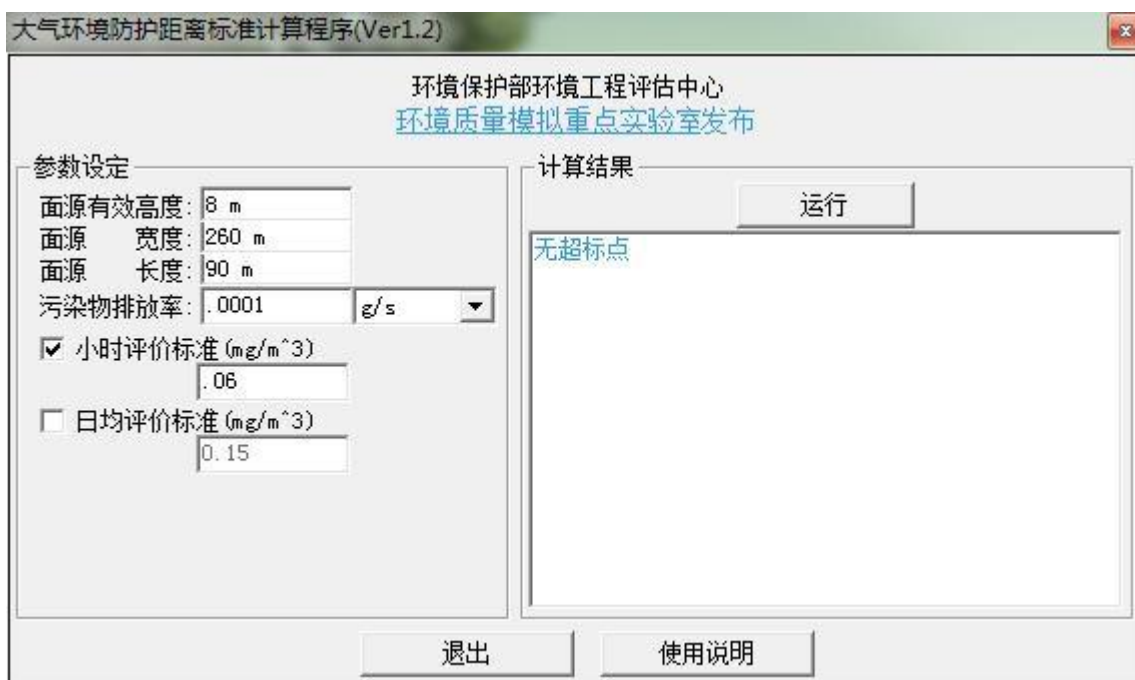 大气环境防护距离标准计算程序(Ver1.2)
环境保护部环境工程评估中心
环境质量模拟重点实验室发布
参数设定
面源有效高度: 8 m
面源 宽度: 260 m
面源 长度: 90 m
污染物排放率: .0001 g/s
小时评价标准(mg/m^3)
.06
日均评价标准(mg/m^3)
0.15
计算结果
运行
无超标点
退出
使用说明